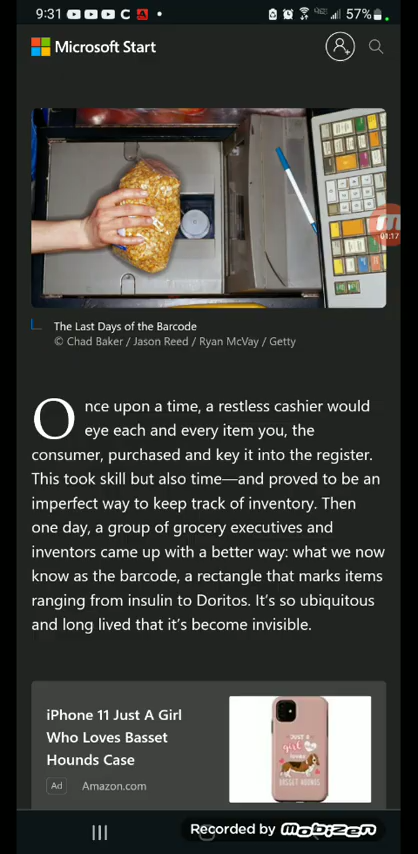 9:31
57%
Microsoft Start
01:17
The Last Days of the Barcode
© Chad Baker / Jason Reed / Ryan McVay / Getty
Once upon a time, a restless cashier would
eye each and every item you, the
consumer, purchased and key it into the register.
This took skill but also time—and proved to be an
imperfect way to keep track of inventory. Then
one day, a group of grocery executives and
inventors came up with a better way: what we now
know as the barcode, a rectangle that marks items
ranging from insulin to Doritos. It's so ubiquitous
and long lived that it's become invisible.
iPhone 11 Just A Girl
Who Loves Basset
Hounds Case
Ad Amazon.com
JUST A
girl
WHO
loves
BASSET HOUNDS
Recorded by MOBIZEN